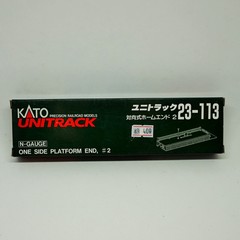 KATO PRECISION RAILROAD MODELS
UNITRACK
ユニトラック
対向式ホームエンド 2
23-113
N-GAUGE
ONE SIDE PLATFORM END, #2